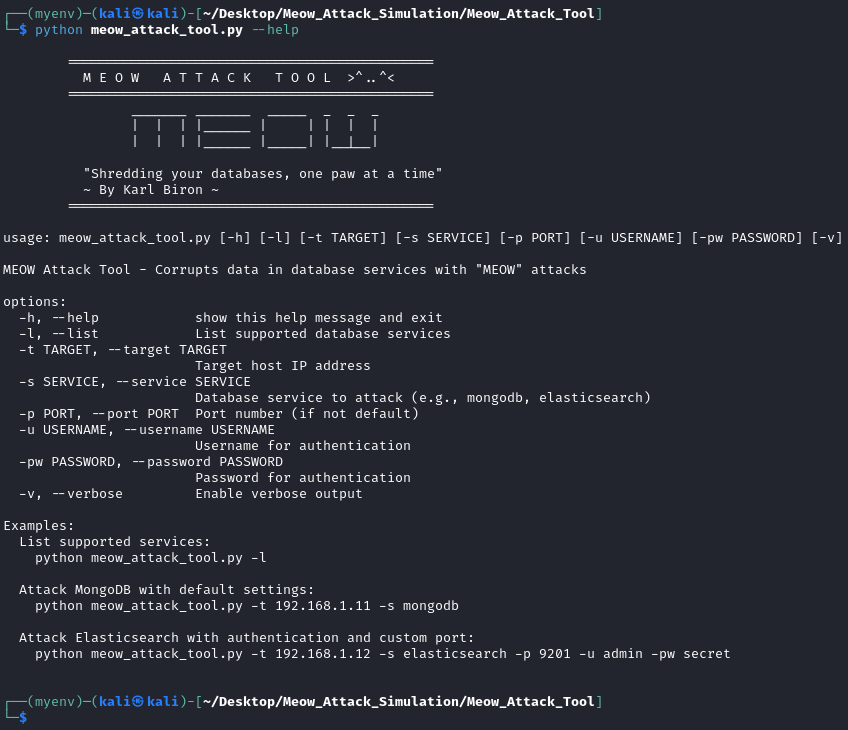 ┌──(myenv)─(kali㉿kali)-[~/Desktop/Meow_Attack_Simulation/Meow_Attack_Tool]
└─$ python meow_attack_tool.py --help
M E O W   A T T A C K   T O O L  >^..^<
MEOW
"Shredding your databases, one paw at a time"
~ By Karl Biron ~
usage: meow_attack_tool.py [-h] [-l] [-t TARGET] [-s SERVICE] [-p PORT] [-u USERNAME] [-pw PASSWORD] [-v]
MEOW Attack Tool - Corrupts data in database services with "MEOW" attacks
options:
-h, --help            show this help message and exit
-l, --list            List supported database services
-t TARGET, --target TARGET
Target host IP address
-s SERVICE, --service SERVICE
Database service to attack (e.g., mongodb, elasticsearch)
-p PORT, --port PORT  Port number (if not default)
-u USERNAME, --username USERNAME
Username for authentication
-pw PASSWORD, --password PASSWORD
Password for authentication
-v, --verbose         Enable verbose output
Examples:
List supported services:
python meow_attack_tool.py -l
Attack MongoDB with default settings:
python meow_attack_tool.py -t 192.168.1.11 -s mongodb
Attack Elasticsearch with authentication and custom port:
python meow_attack_tool.py -t 192.168.1.12 -s elasticsearch -p 9201 -u admin -pw secret
┌──(myenv)─(kali㉿kali)-[~/Desktop/Meow_Attack_Simulation/Meow_Attack_Tool]
└─$